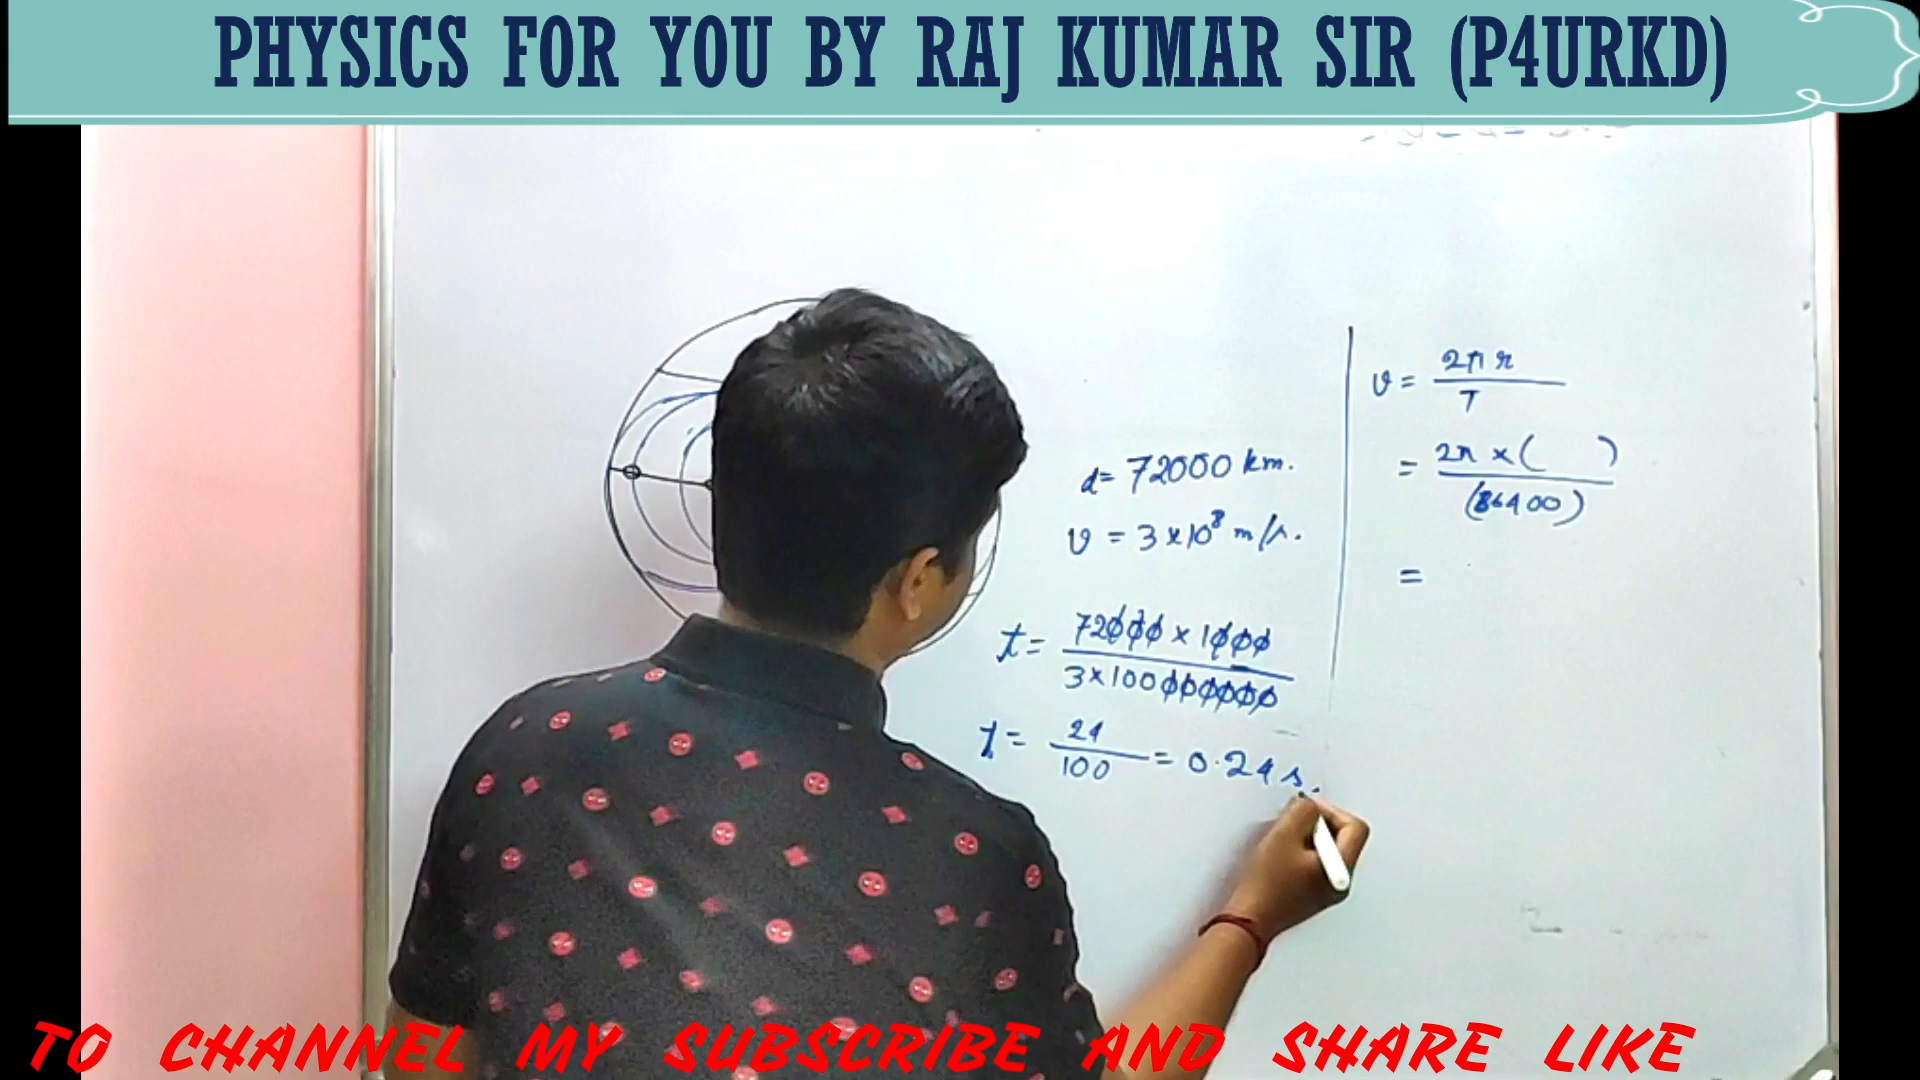 PHYSICS FOR YOU BY RAJ KUMAR SIR (P4URKD)
d = 72000 km.
v = 3 × 10⁸ m/s.
t = 72000 × 1000 / 3 × 100000000
t = 24 / 100 = 0.24 s.
v = 2πr / T
= 2π × ( ) / (86400)
=
TO CHANNEL MY SUBSCRIBE AND SHARE LIKE